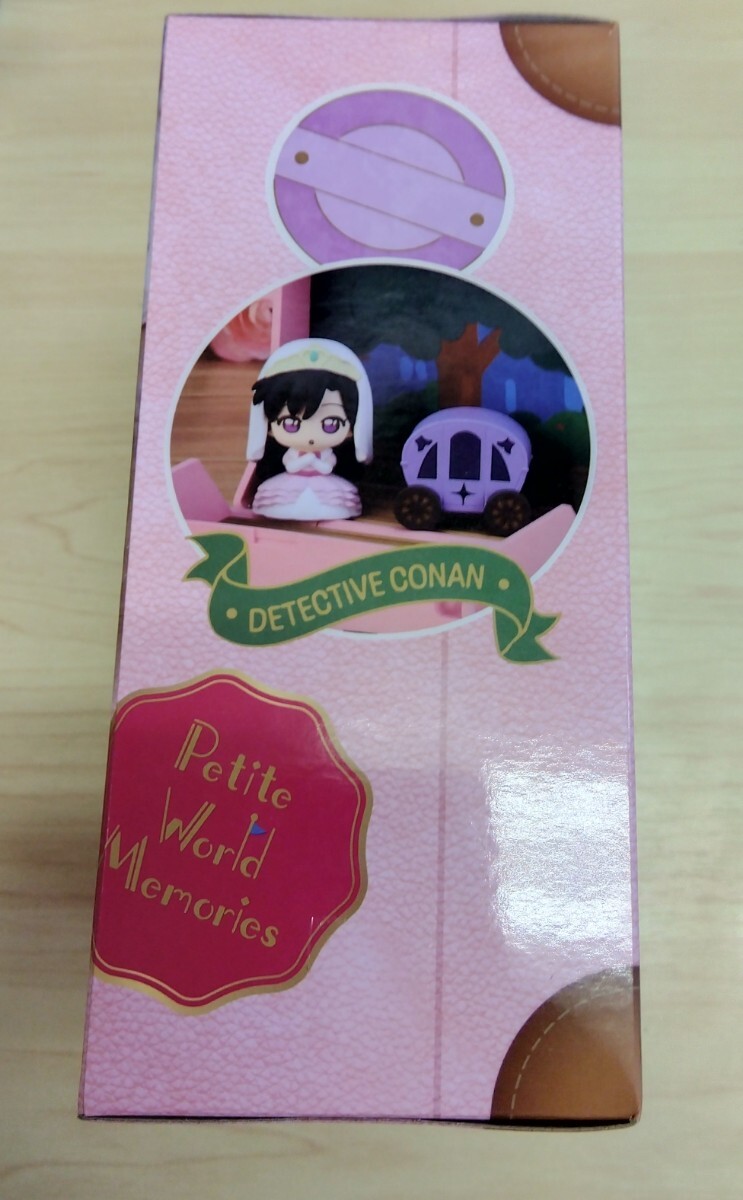 • DETECTIVE CONAN •
Petite
World
Memories